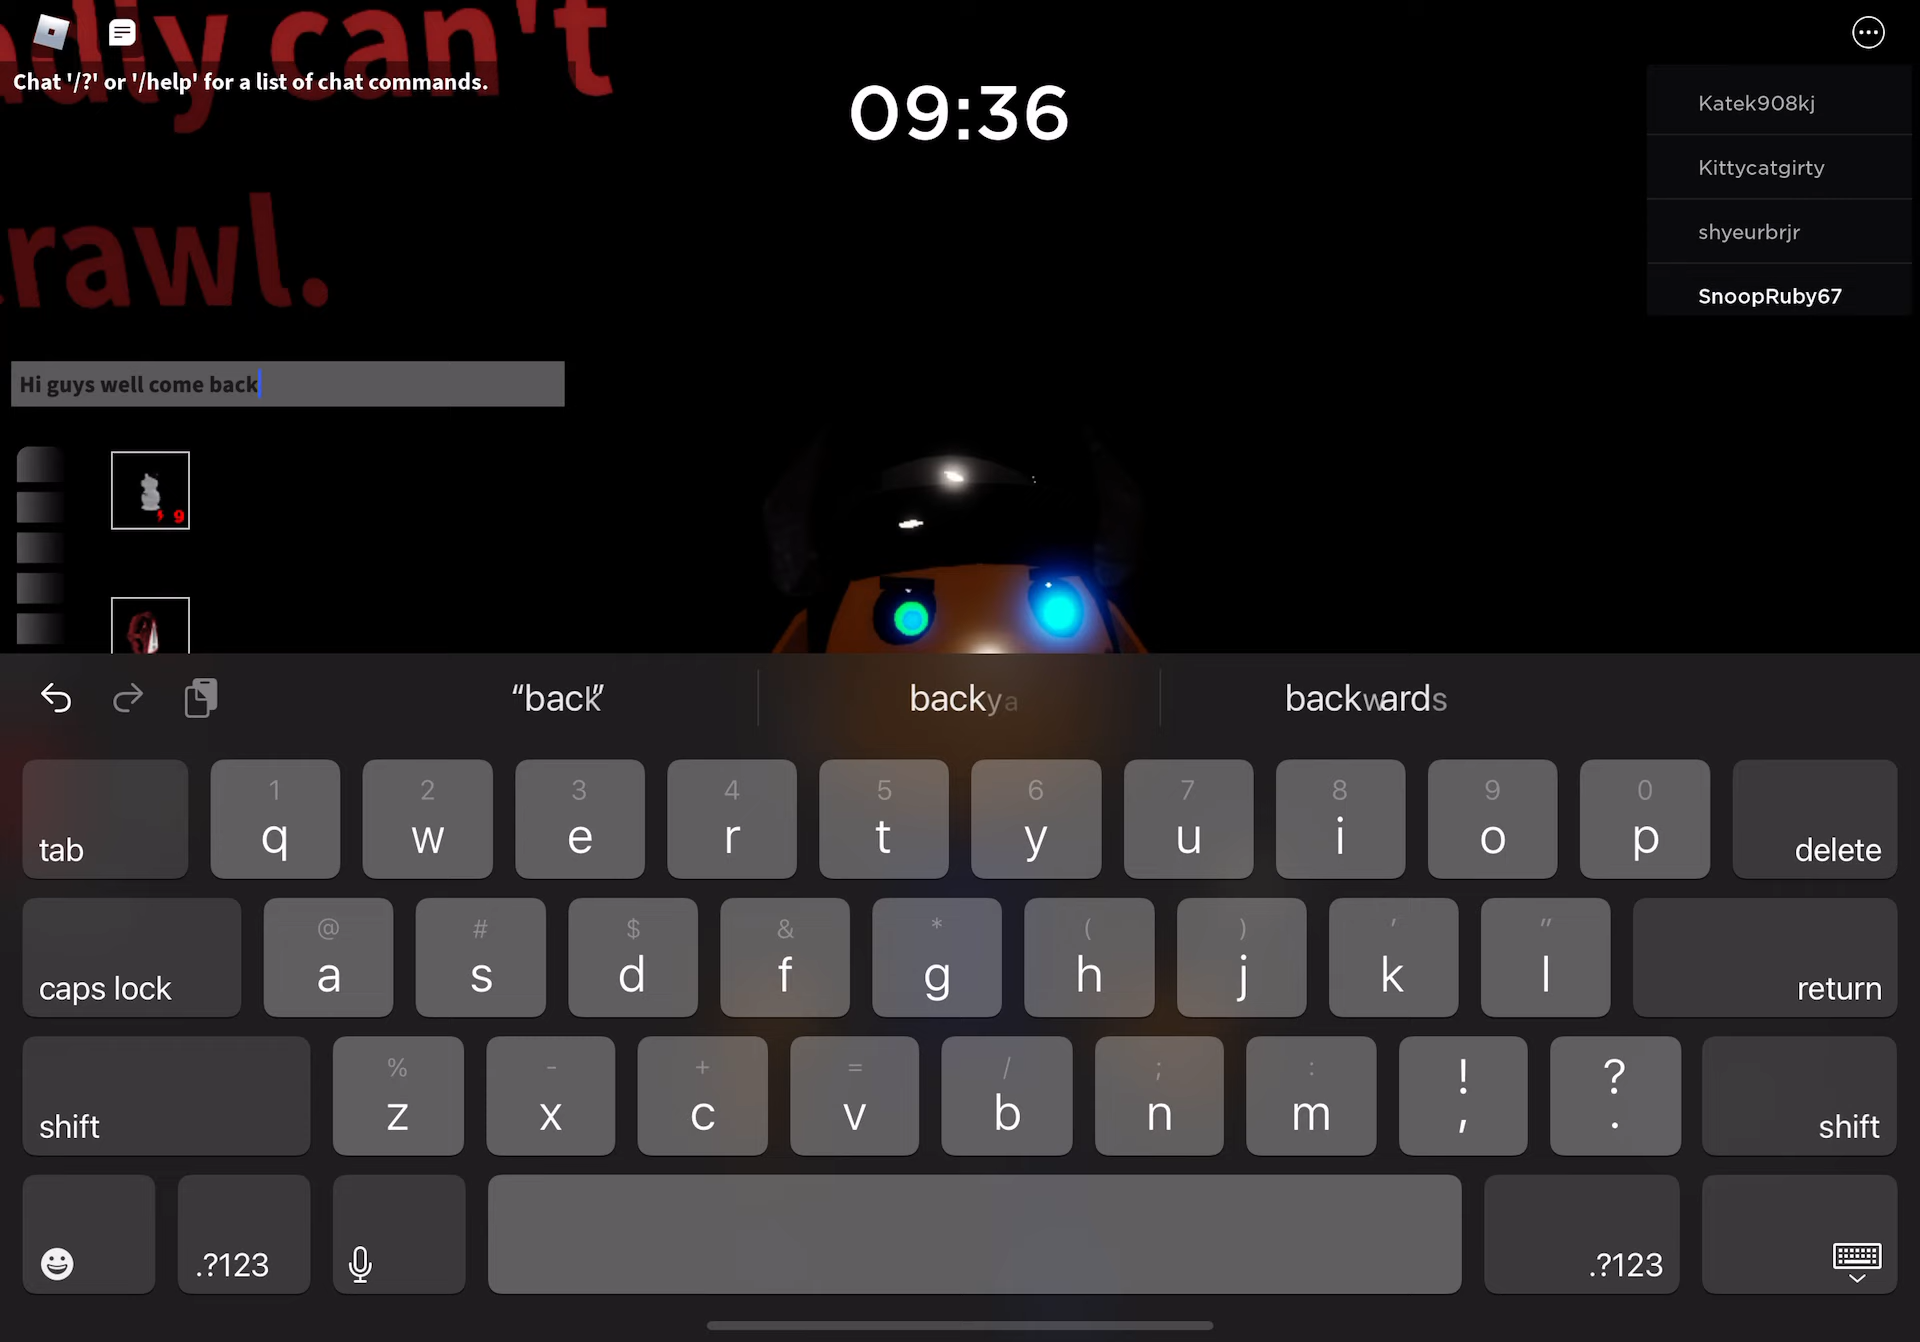 dly can't
Chat '/?' or '/help' for a list of chat commands.
09:36
Katek908kj
Kittycatgirty
shyeurbrjr
SnoopRuby67
rawl.
Hi guys well come back
9
“back”
backya
backwards
1 2 3 4 5 6 7 8 9 0
tab q w e r t y u i o p delete
@ # $ & * ( ) ' "
caps lock a s d f g h j k l return
% - + = / ; : ! ?
shift z x c v b n m , . shift
.?123 .?123